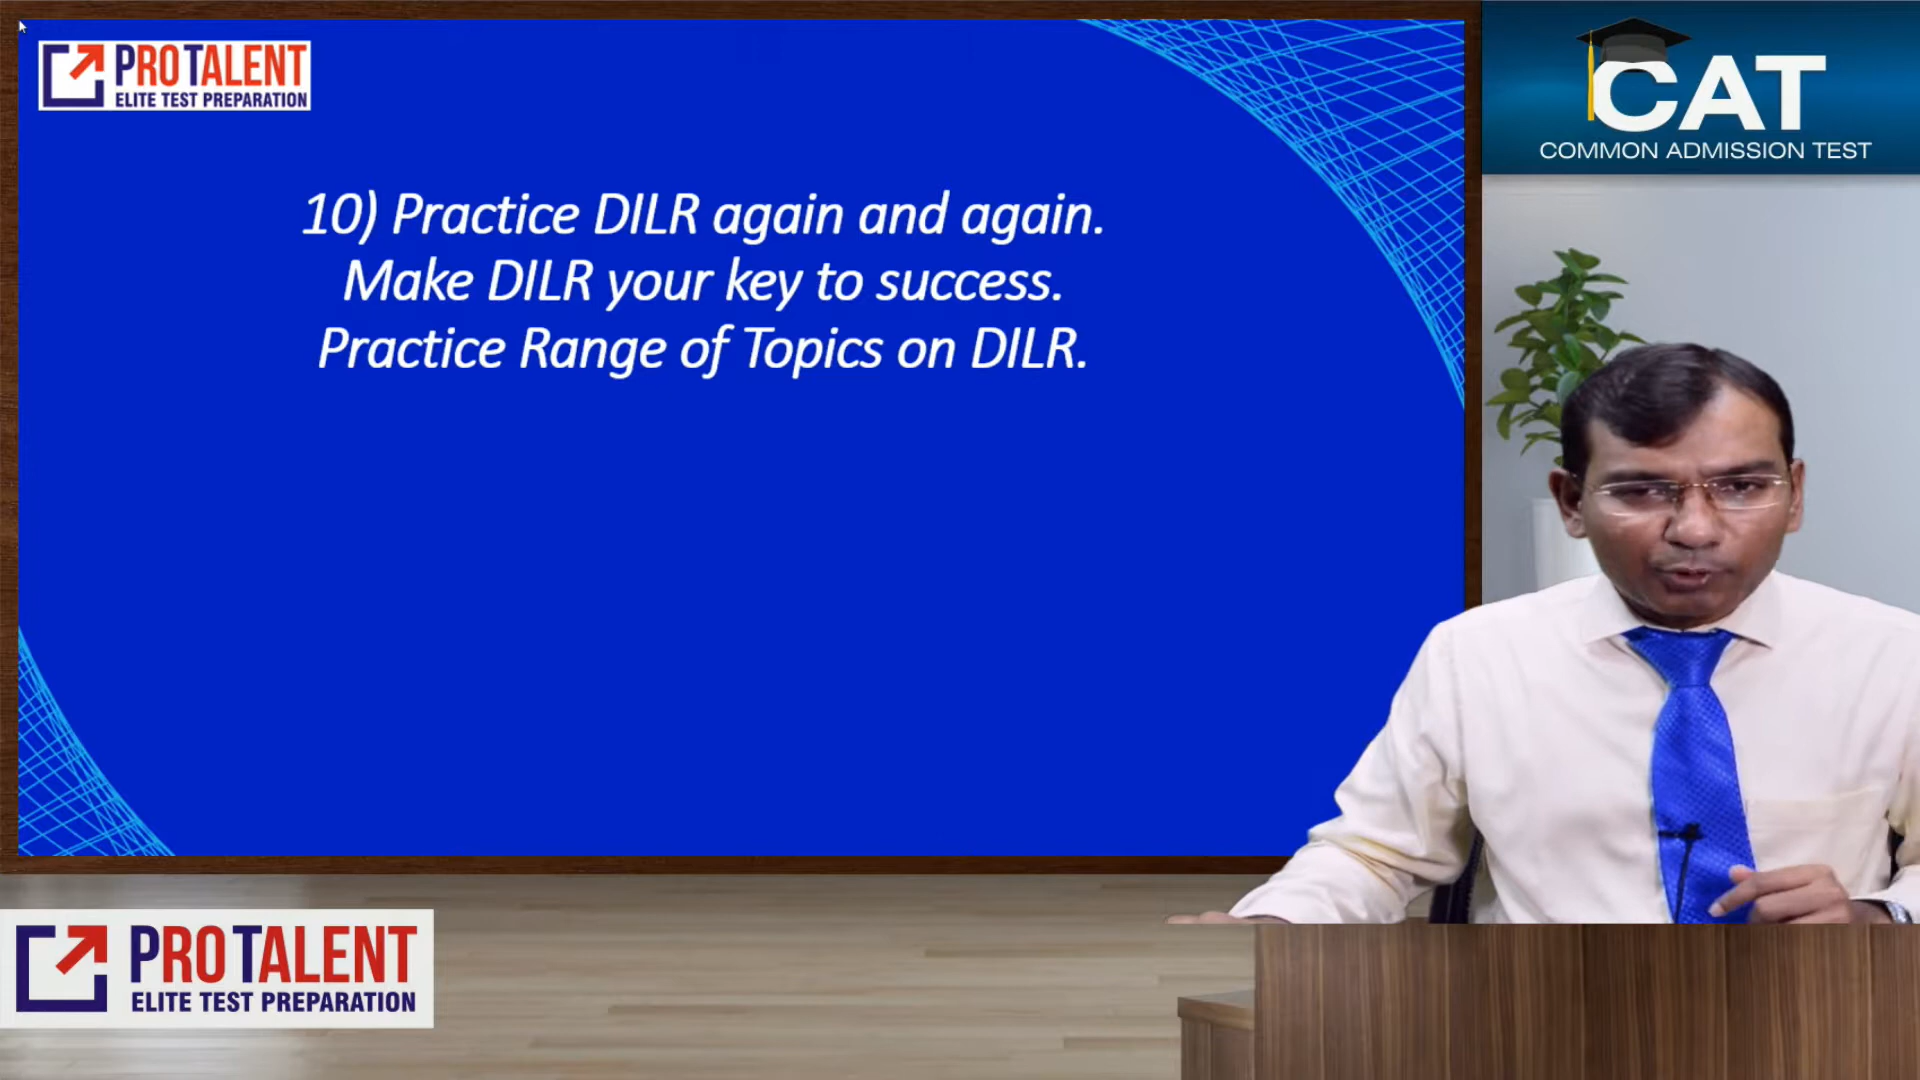 PROTALENT
ELITE TEST PREPARATION
10) Practice DILR again and again.
Make DILR your key to success.
Practice Range of Topics on DILR.
CAT
COMMON ADMISSION TEST
PROTALENT
ELITE TEST PREPARATION